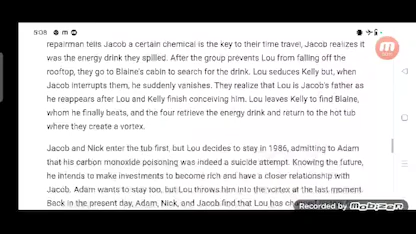 5:08
repairman tells Jacob a certain chemical is the key to their time travel, Jacob realizes it
was the energy drink they spilled. After the group prevents Lou from falling off the
rooftop, they go to Blaine's cabin to search for the drink. Lou seduces Kelly but, when
Jacob interrupts them, he suddenly vanishes. They realize that Lou is Jacob's father as
he reappears after Lou and Kelly finish conceiving him. Lou leaves Kelly to find Blaine,
whom he finally beats, and the four retrieve the energy drink and return to the hot tub
where they create a vortex.
Jacob and Nick enter the tub first, but Lou decides to stay in 1986, admitting to Adam
that his carbon monoxide poisoning was indeed a suicide attempt. Knowing the future,
he intends to make investments to become rich and have a closer relationship with
Jacob. Adam wants to stay too, but Lou throws him into the vortex at the last moment.
Back in the present day, Adam, Nick, and Jacob find that Lou has
Recorded by
mobizen